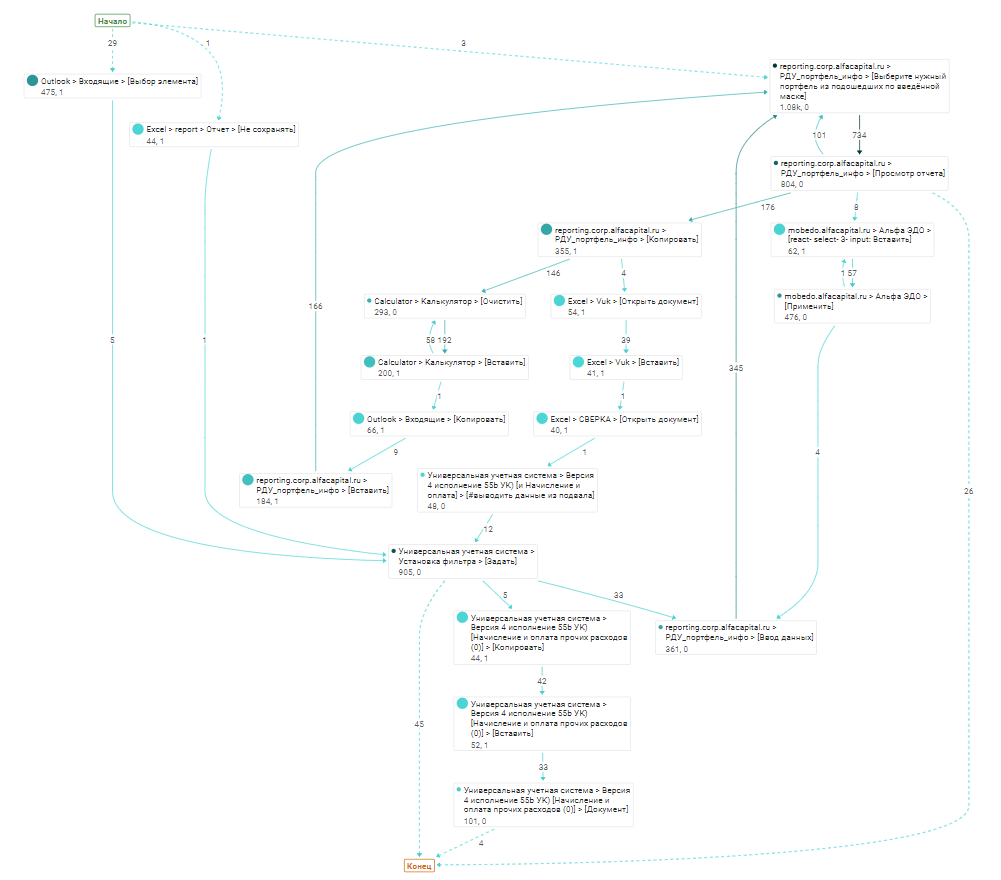 Начало
29
1
3
Outlook > Входящие > [Выбор элемента]
475, 1
reporting.corp.alfacapital.ru >
РДУ_портфель_инфо > [Выберите нужный
портфель из подошедших по введённой
маске]
1.08k, 0
Excel > report > Отчет > [Не сохранять]
44, 1
101
734
reporting.corp.alfacapital.ru >
РДУ_портфель_инфо > [Просмотр отчета]
804, 0
176
8
reporting.corp.alfacapital.ru >
РДУ_портфель_инфо > [Копировать]
355, 1
mobedo.alfacapital.ru > Альфа ЭДО >
[react- select- 3- input: Вставить]
62, 1
146
4
1 57
Calculator > Калькулятор > [Очистить]
293, 0
Excel > Vuk > [Открыть документ]
54, 1
mobedo.alfacapital.ru > Альфа ЭДО >
[Применить]
476, 0
166
5
1
58 192
39
Calculator > Калькулятор > [Вставить]
200, 1
Excel > Vuk > [Вставить]
41, 1
345
1
1
Outlook > Входящие > [Копировать]
66, 1
Excel > СВЕРКА > [Открыть документ]
40, 1
9
1
4
reporting.corp.alfacapital.ru >
РДУ_портфель_инфо > [Вставить]
184, 1
Универсальная учетная система > Версия
4 исполнение 55b УК) [и Начисление и
оплата] > [#выводить данные из подвала]
48, 0
26
12
Универсальная учетная система >
Установка фильтра > [Задать]
905, 0
5
33
Универсальная учетная система >
Версия 4 исполнение 55b УК)
[Начисление и оплата прочих расходов
(0)] > [Копировать]
44, 1
reporting.corp.alfacapital.ru >
РДУ_портфель_инфо > [Ввод данных]
361, 0
42
Универсальная учетная система >
Версия 4 исполнение 55b УК)
[Начисление и оплата прочих расходов
(0)] > [Вставить]
52, 1
45
33
Универсальная учетная система > Версия
4 исполнение 55b УК) [Начисление и
оплата прочих расходов (0)] > [Документ]
101, 0
4
Конец